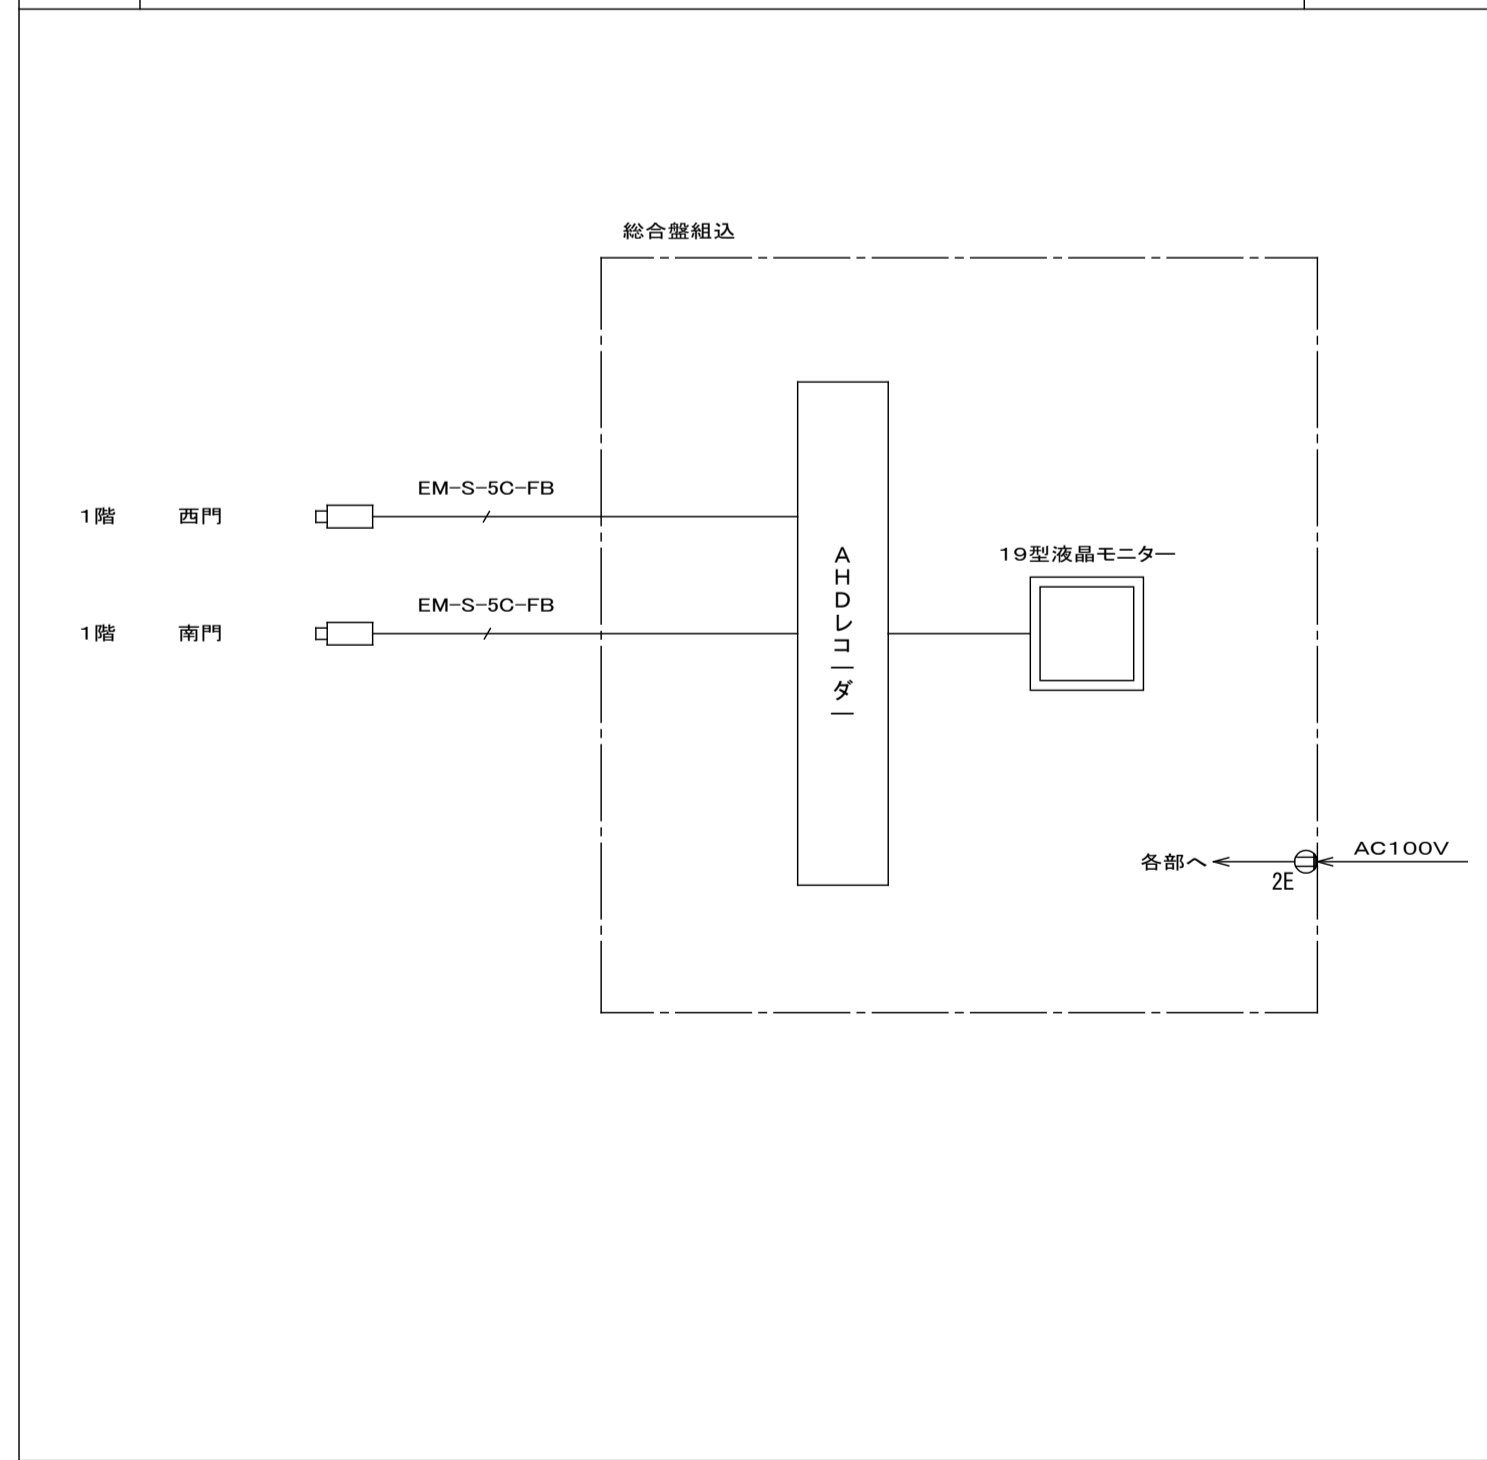 総合盤組込
EM-S-5C-FB
1階 西門
19型液晶モニター
EM-S-5C-FB
1階 南門
AHDレコーダー
AC100V
各部へ
2E